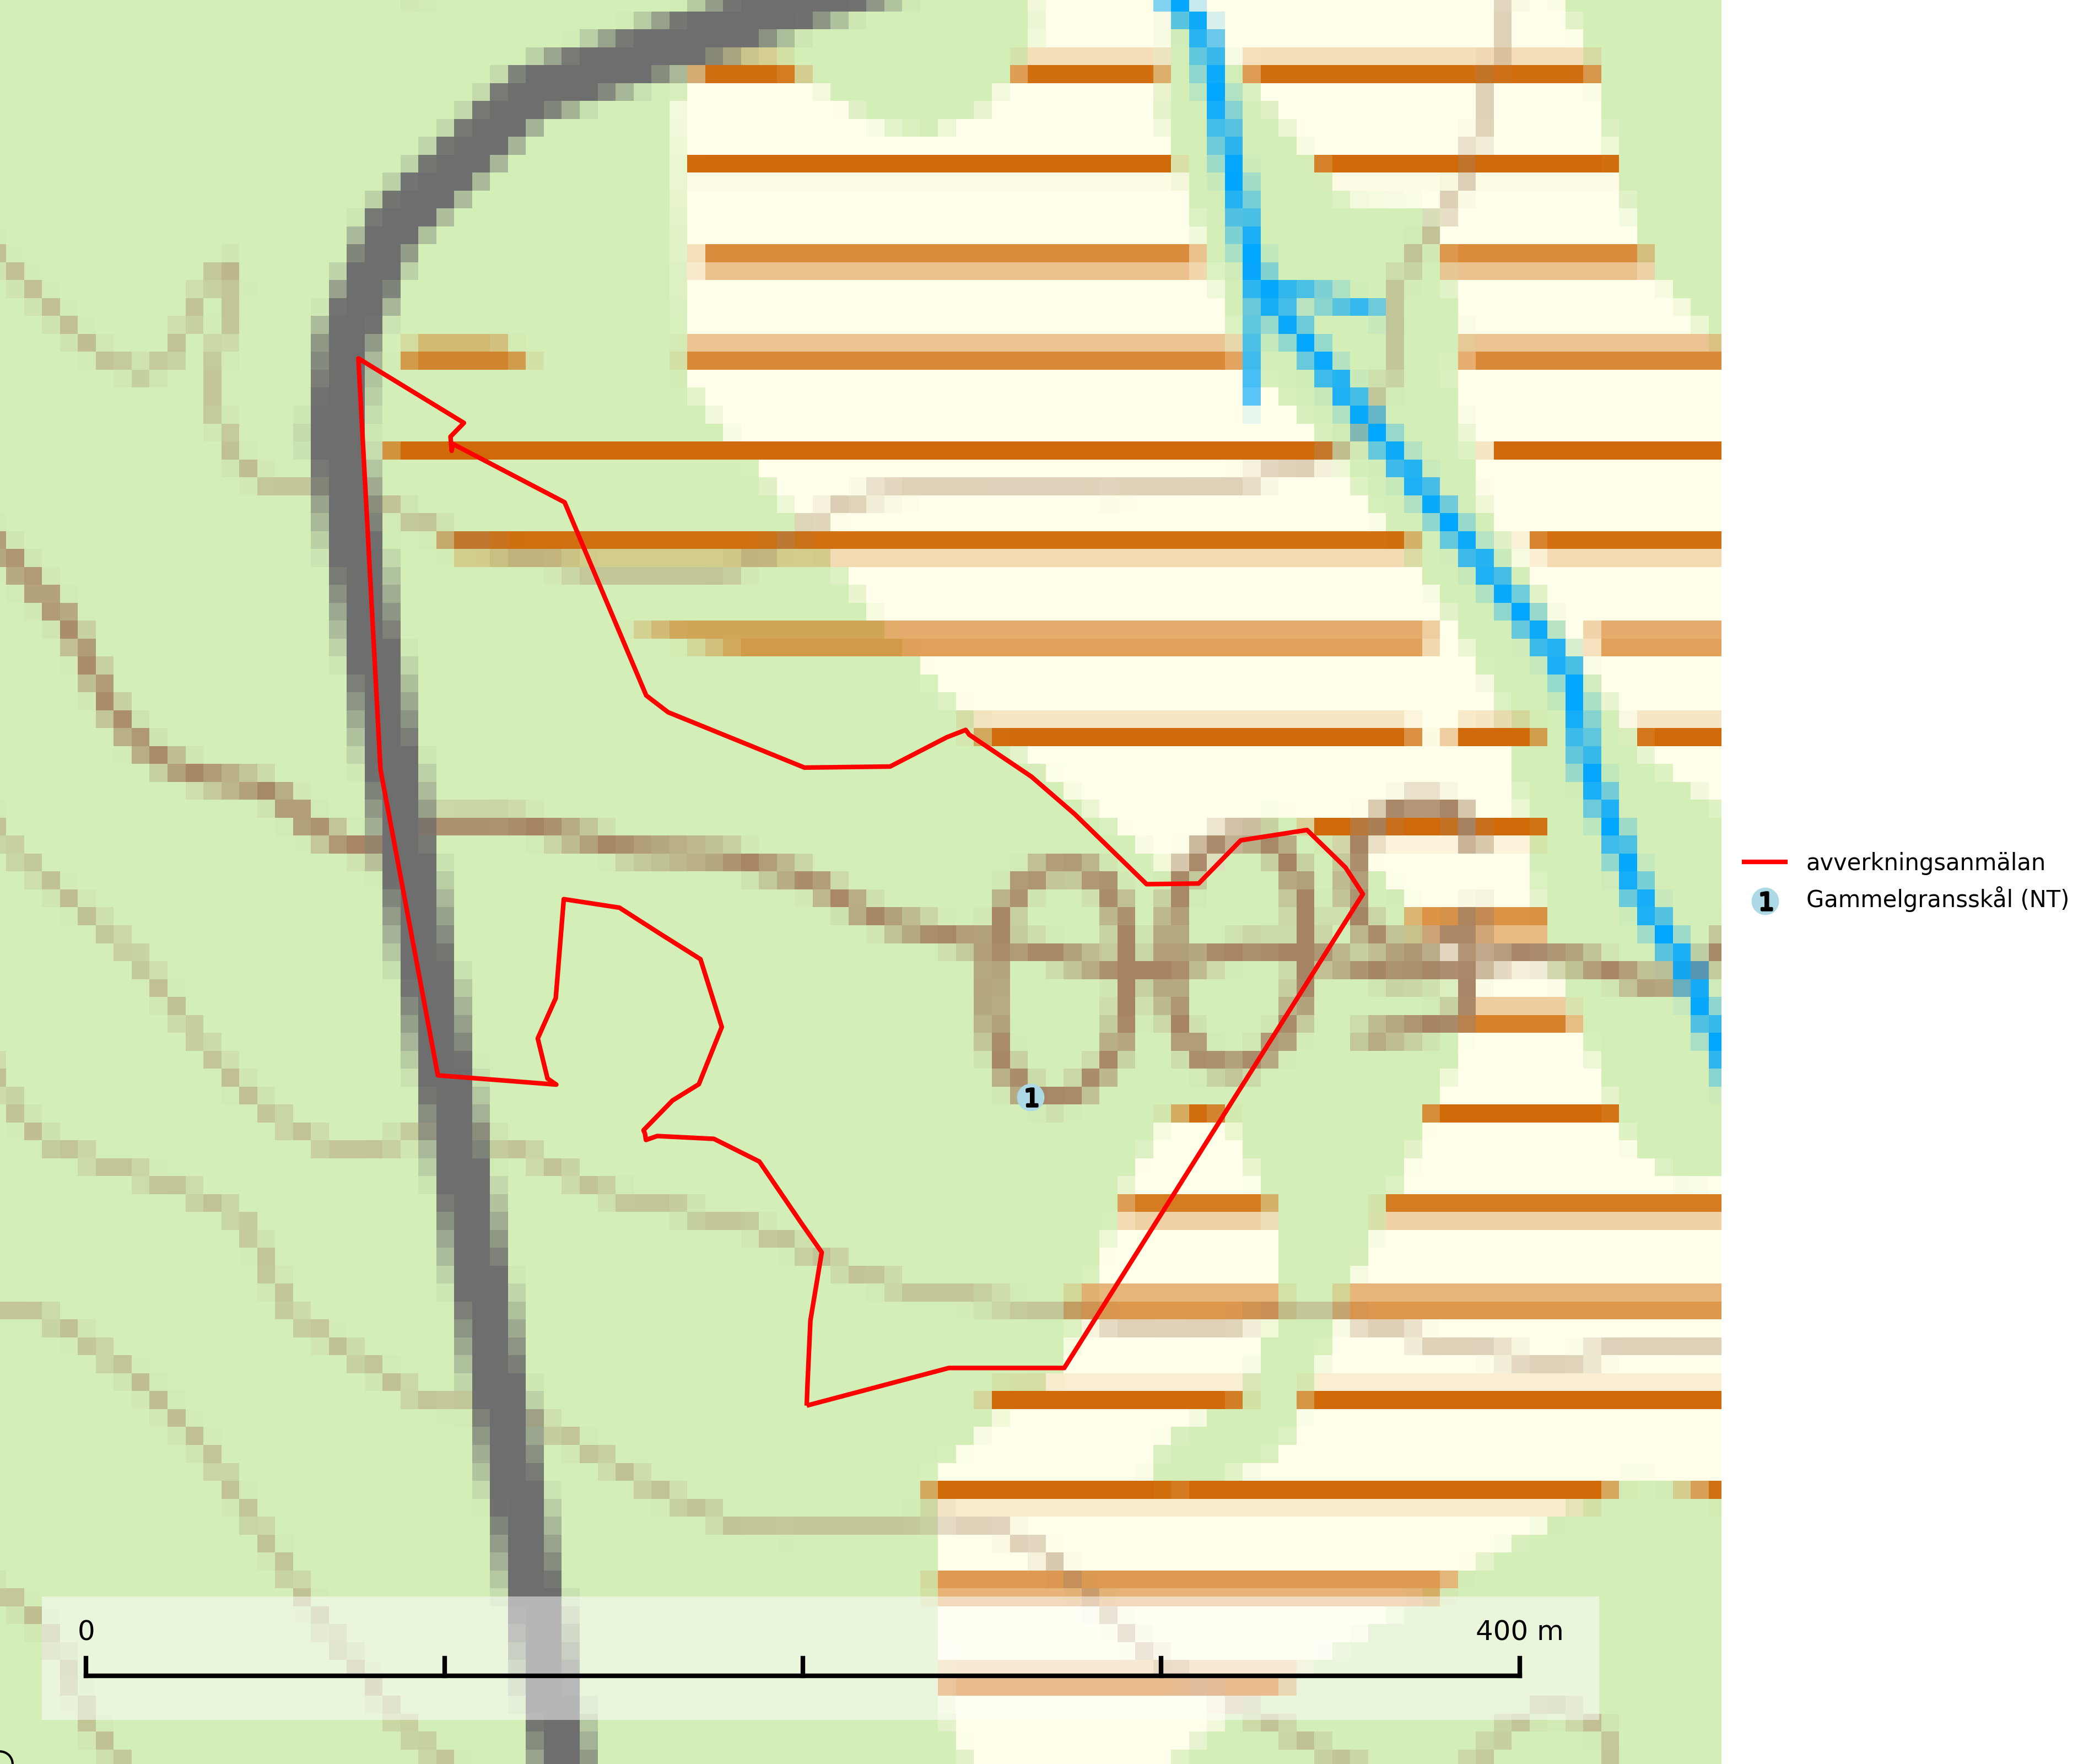 avverkningsanmälan
1 Gammelgransskål (NT)
1
0 400 m